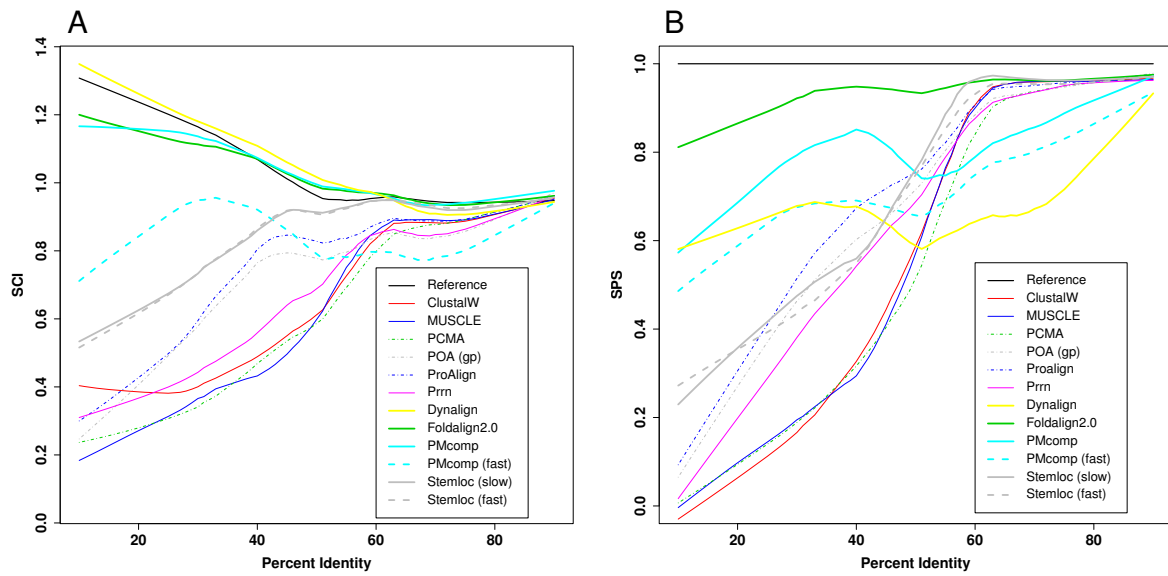 A
SCI
1.4
1.2
1.0
0.8
0.6
0.4
0.2
0.0
20
40
60
80
Percent Identity
Reference
ClustalW
MUSCLE
PCMA
POA (gp)
ProAlign
Prrn
Dynalign
Foldalign2.0
PMcomp
PMcomp (fast)
Stemloc (slow)
Stemloc (fast)
B
SPS
1.0
0.8
0.6
0.4
0.2
0.0
20
40
60
80
Percent Identity
Reference
ClustalW
MUSCLE
PCMA
POA (gp)
Proalign
Prrn
Dynalign
Foldalign2.0
PMcomp
PMcomp (fast)
Stemloc (slow)
Stemloc (fast)